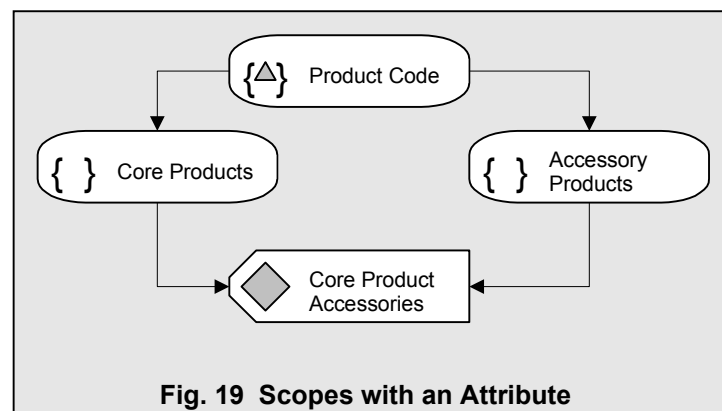 { } Product Code
{ } Core Products
{ } Accessory
Products
Core Product
Accessories
Fig. 19 Scopes with an Attribute